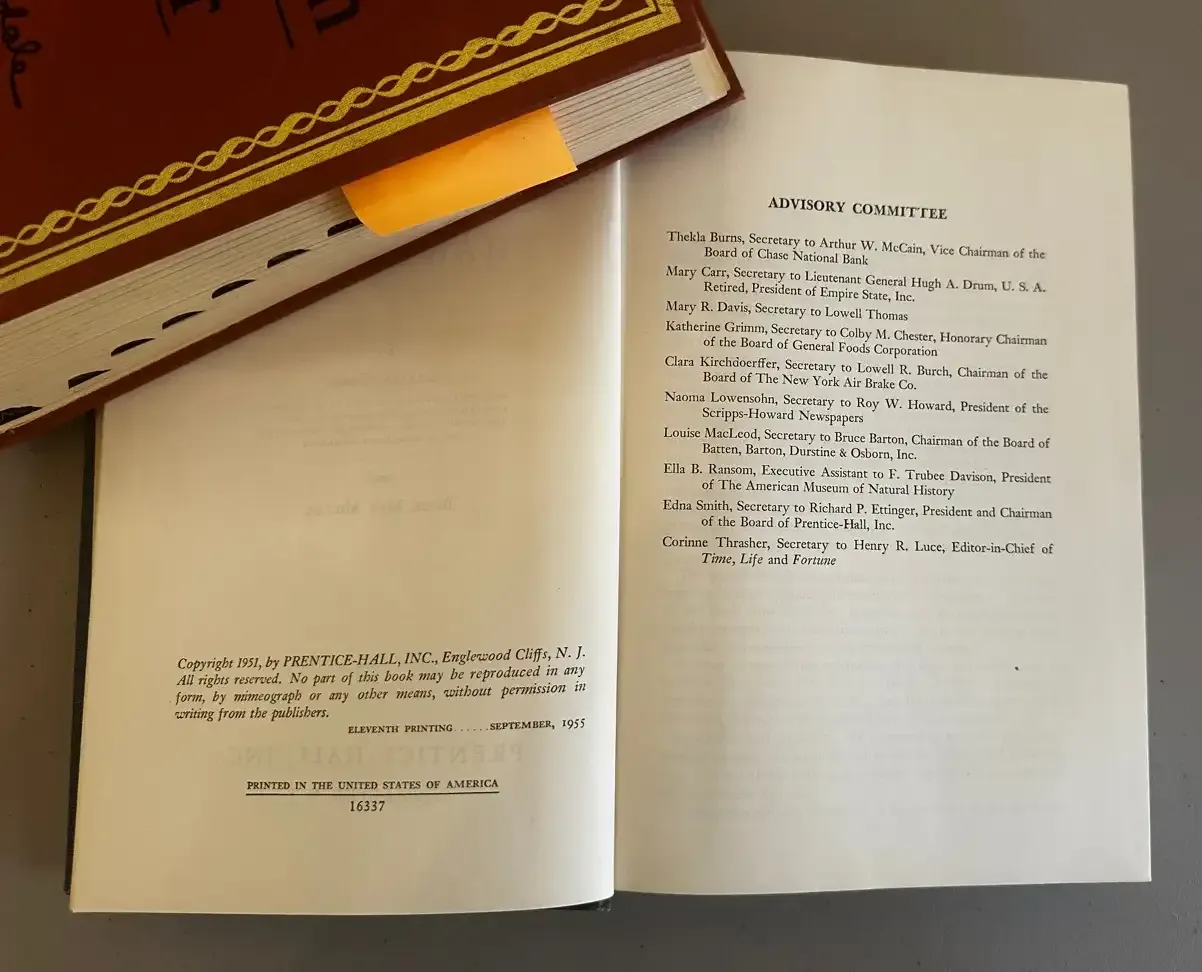 Copyright 1951, by PRENTICE-HALL, INC., Englewood Cliffs, N. J.
All rights reserved. No part of this book may be reproduced in any
form, by mimeograph or any other means, without permission in
writing from the publishers.
ELEVENTH PRINTING ...... SEPTEMBER, 1955
PRINTED IN THE UNITED STATES OF AMERICA
16337
ADVISORY COMMITTEE
Thekla Burns, Secretary to Arthur W. McCain, Vice Chairman of the
Board of Chase National Bank
Mary Carr, Secretary to Lieutenant General Hugh A. Drum, U. S. A.
Retired, President of Empire State, Inc.
Mary R. Davis, Secretary to Lowell Thomas
Katherine Grimm, Secretary to Colby M. Chester, Honorary Chairman
of the Board of General Foods Corporation
Clara Kirchdoerffer, Secretary to Lowell R. Burch, Chairman of the
Board of The New York Air Brake Co.
Naoma Lowensohn, Secretary to Roy W. Howard, President of the
Scripps-Howard Newspapers
Louise MacLeod, Secretary to Bruce Barton, Chairman of the Board of
Batten, Barton, Durstine & Osborn, Inc.
Ella B. Ransom, Executive Assistant to F. Trubee Davison, President
of The American Museum of Natural History
Edna Smith, Secretary to Richard P. Ettinger, President and Chairman
of the Board of Prentice-Hall, Inc.
Corinne Thrasher, Secretary to Henry R. Luce, Editor-in-Chief of
Time, Life and Fortune